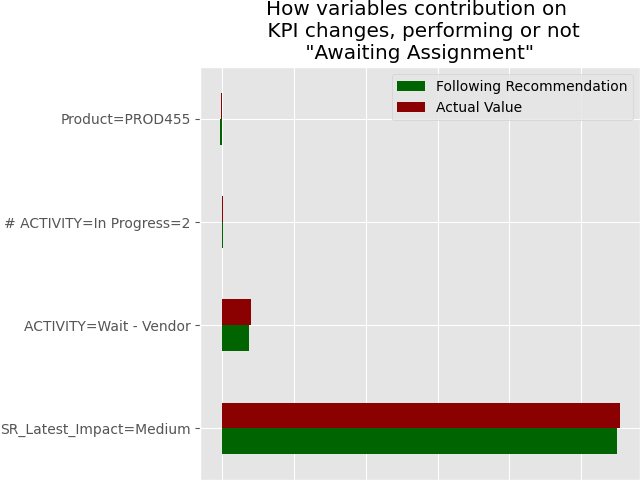 How variables contribution on
KPI changes, performing or not
"Awaiting Assignment"
Following Recommendation
Actual Value
Product=PROD455
# ACTIVITY=In Progress=2
ACTIVITY=Wait - Vendor
SR_Latest_Impact=Medium